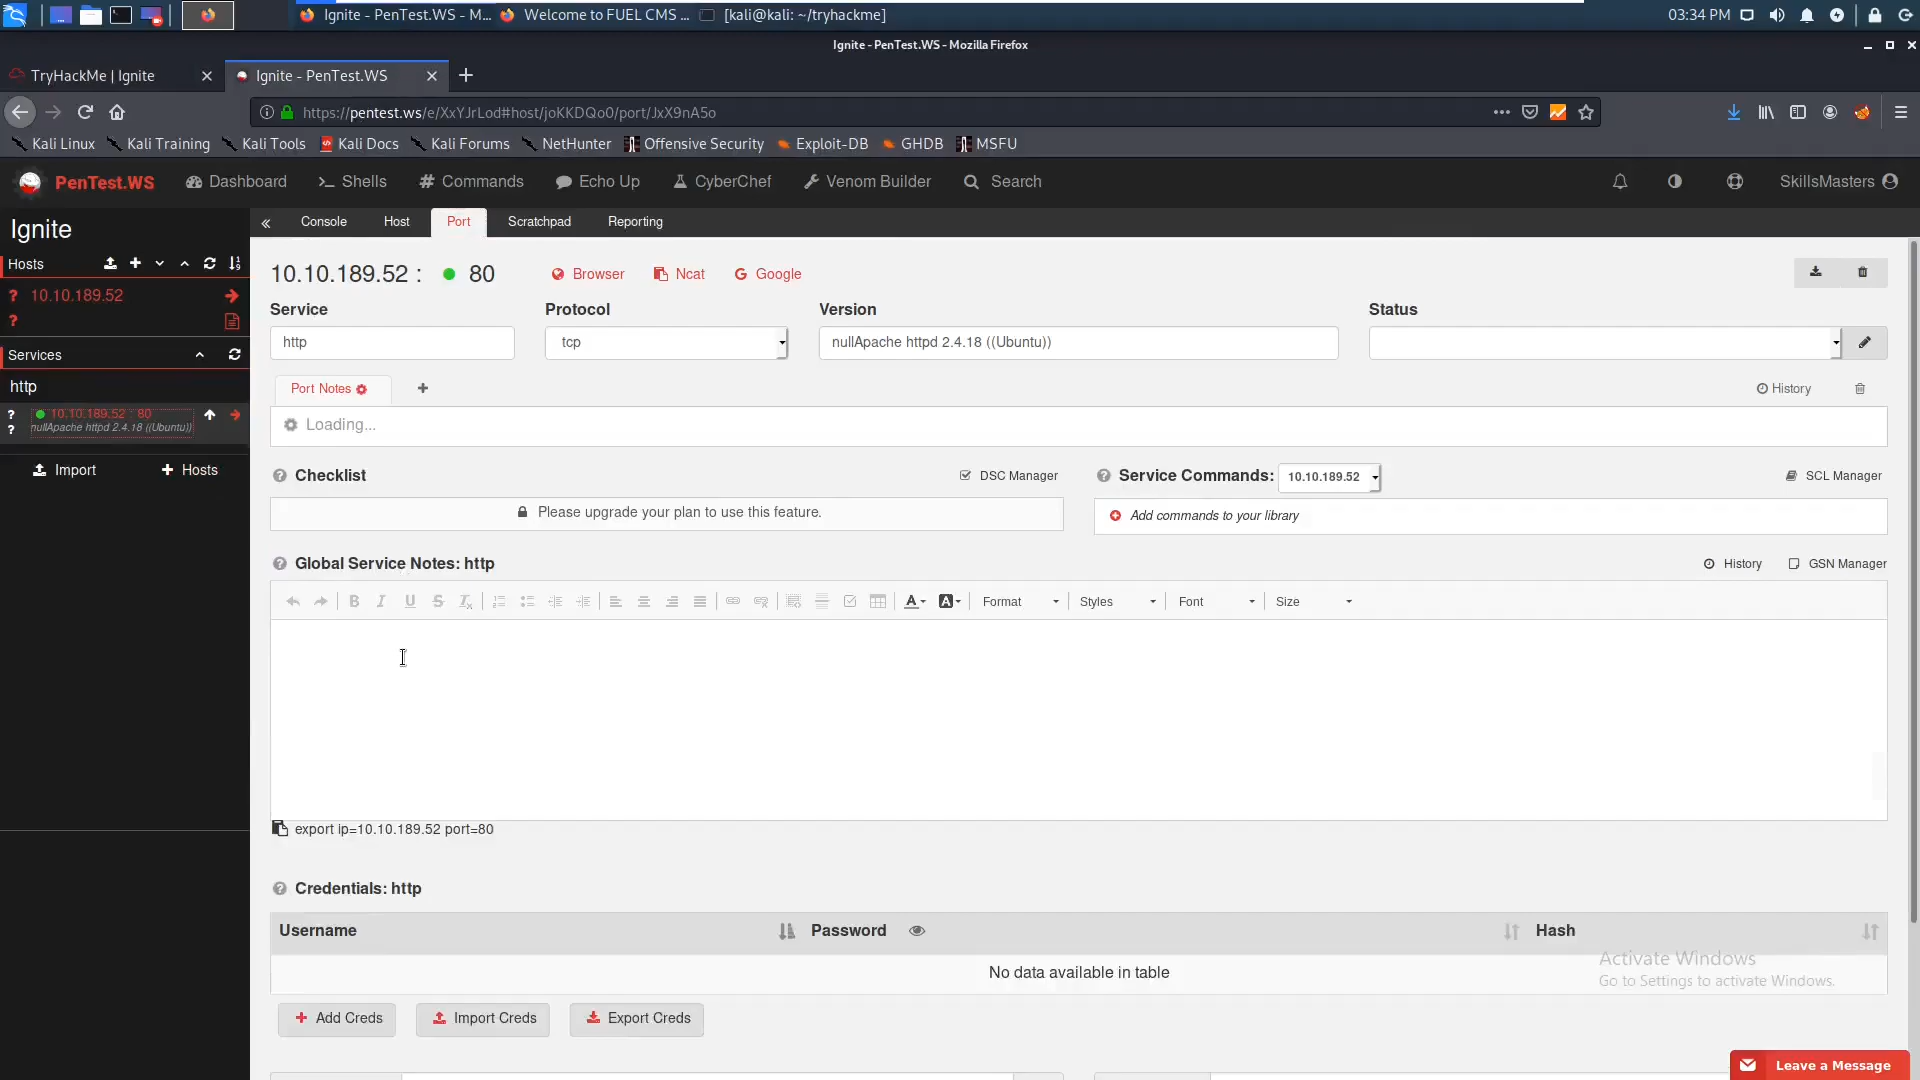 Ignite - PenTest.WS - M...
Welcome to FUEL CMS ...
[kali@kali: ~/tryhackme]
03:34 PM
Ignite - PenTest.WS - Mozilla Firefox
TryHackMe | Ignite
Ignite - PenTest.WS
https://pentest.ws/e/XxYJrLod#host/joKKDQo0/port/JxX9nA5o
Kali Linux
Kali Training
Kali Tools
Kali Docs
Kali Forums
NetHunter
Offensive Security
Exploit-DB
GHDB
MSFU
PenTest.WS
Dashboard
Shells
Commands
Echo Up
CyberChef
Venom Builder
Search
SkillsMasters
Ignite
Console
Host
Port
Scratchpad
Reporting
Hosts
10.10.189.52
Services
http
10.10.189.52 : 80
nullApache httpd 2.4.18 ((Ubuntu))
Import
Hosts
10.10.189.52 : 80
Browser
Ncat
Google
Service
Protocol
Version
Status
http
tcp
nullApache httpd 2.4.18 ((Ubuntu))
Port Notes
History
Loading...
Checklist
DSC Manager
Service Commands:
10.10.189.52
SCL Manager
Please upgrade your plan to use this feature.
Add commands to your library
Global Service Notes: http
History
GSN Manager
Format
Styles
Font
Size
export ip=10.10.189.52 port=80
Credentials: http
Username
Password
Hash
No data available in table
Activate Windows
Go to Settings to activate Windows.
Add Creds
Import Creds
Export Creds
Leave a Message